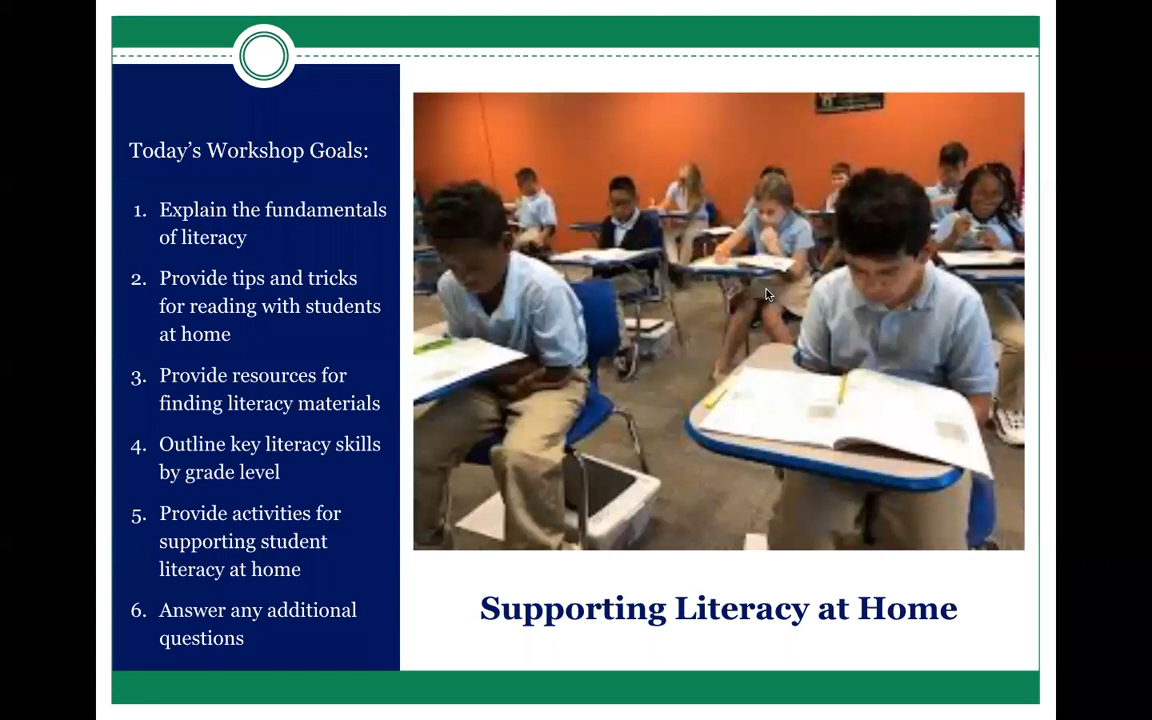 Today's Workshop Goals:
1. Explain the fundamentals
of literacy
2. Provide tips and tricks
for reading with students
at home
3. Provide resources for
finding literacy materials
4. Outline key literacy skills
by grade level
5. Provide activities for
supporting student
literacy at home
6. Answer any additional
questions
Supporting Literacy at Home